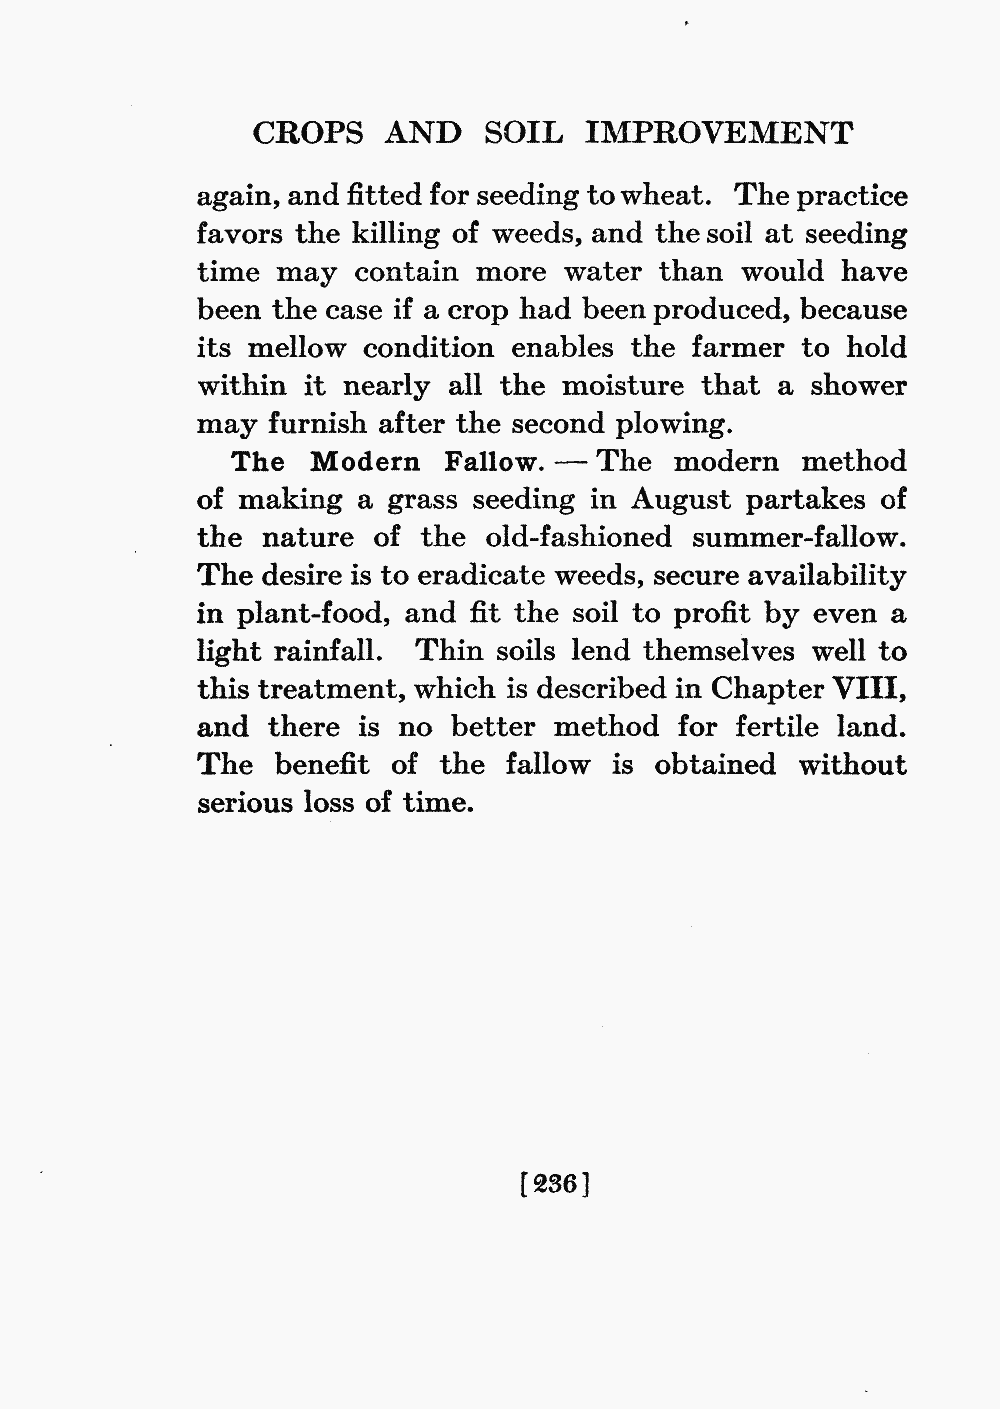 CROPS AND SOIL IMPROVEMENT
again, and fitted for seeding to wheat. The practice
favors the killing of weeds, and the soil at seeding
time may contain more water than would have
been the case if a crop had been produced, because
its mellow condition enables the farmer to hold
within it nearly all the moisture that a shower
may furnish after the second plowing.
The Modern Fallow. — The modern method
of making a grass seeding in August partakes of
the nature of the old-fashioned summer-fallow.
The desire is to eradicate weeds, secure availability
in plant-food, and fit the soil to profit by even a
light rainfall. Thin soils lend themselves well to
this treatment, which is described in Chapter VIII,
and there is no better method for fertile land.
The benefit of the fallow is obtained without
serious loss of time.
[236]